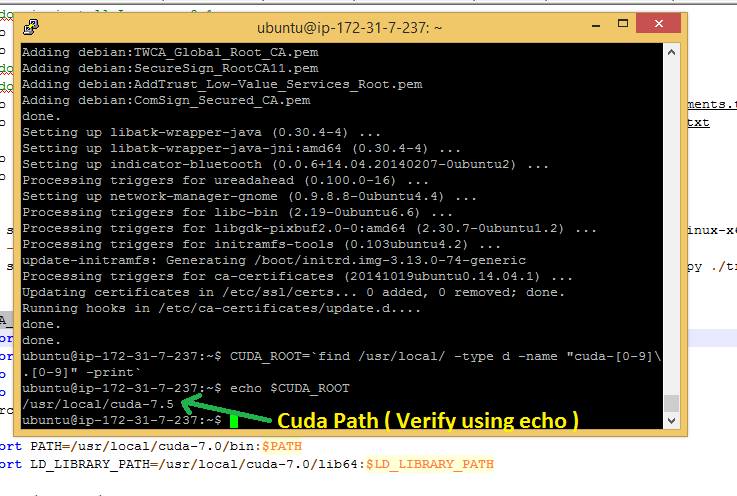 ubuntu@ip-172-31-7-237: ~
Adding debian:TWCA_Global_Root_CA.pem
Adding debian:SecureSign_RootCA11.pem
Adding debian:AddTrust_Low-Value_Services_Root.pem
Adding debian:ComSign_Secured_CA.pem
done.
Setting up libatk-wrapper-java (0.30.4-4) ...
Setting up libatk-wrapper-java-jni:amd64 (0.30.4-4) ...
Setting up indicator-bluetooth (0.0.6+14.04.20140207-0ubuntu2) ...
Processing triggers for ureadahead (0.100.0-16) ...
Setting up network-manager-gnome (0.9.8.8-0ubuntu4.4) ...
Processing triggers for libc-bin (2.19-0ubuntu6.6) ...
Processing triggers for libgdk-pixbuf2.0-0:amd64 (2.30.7-0ubuntu1.2) ...
Processing triggers for initramfs-tools (0.103ubuntu4.2) ...
update-initramfs: Generating /boot/initrd.img-3.13.0-74-generic
Processing triggers for ca-certificates (20141019ubuntu0.14.04.1) ...
Updating certificates in /etc/ssl/certs... 0 added, 0 removed; done.
Running hooks in /etc/ca-certificates/update.d....
done.
done.
ubuntu@ip-172-31-7-237:~$ CUDA_ROOT=`find /usr/local/ -type d -name "cuda-[0-9]\
.[0-9]" -print`
ubuntu@ip-172-31-7-237:~$ echo $CUDA_ROOT
/usr/local/cuda-7.5
ubuntu@ip-172-31-7-237:~$
Cuda Path ( Verify using echo )
ments.t
txt
inux-x6
py ./tr
ort PATH=/usr/local/cuda-7.0/bin:$PATH
ort LD_LIBRARY_PATH=/usr/local/cuda-7.0/lib64:$LD_LIBRARY_PATH